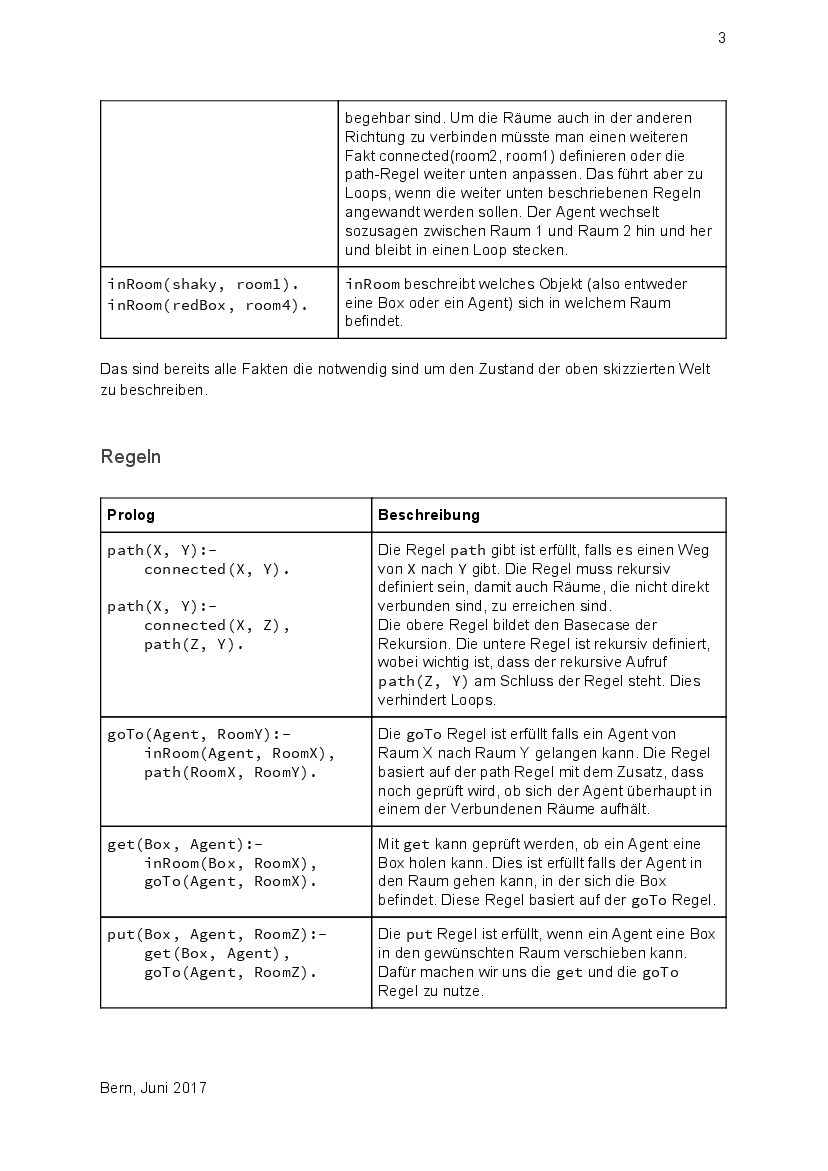 3
begehbar sind. Um die Räume auch in der anderen
Richtung zu verbinden müsste man einen weiteren
Fakt connected(room2, room1) definieren oder die
path-Regel weiter unten anpassen. Das führt aber zu
Loops, wenn die weiter unten beschriebenen Regeln
angewandt werden sollen. Der Agent wechselt
sozusagen zwischen Raum 1 und Raum 2 hin und her
und bleibt in einen Loop stecken.
inRoom(shaky, room1).
inRoom(redBox, room4).
inRoom beschreibt welches Objekt (also entweder
eine Box oder ein Agent) sich in welchem Raum
befindet.
Das sind bereits alle Fakten die notwendig sind um den Zustand der oben skizzierten Welt
zu beschreiben.
Regeln
Prolog
Beschreibung
path(X, Y):-
    connected(X, Y).
path(X, Y):-
    connected(X, Z),
    path(Z, Y).
Die Regel path gibt ist erfüllt, falls es einen Weg
von X nach Y gibt. Die Regel muss rekursiv
definiert sein, damit auch Räume, die nicht direkt
verbunden sind, zu erreichen sind.
Die obere Regel bildet den Basecase der
Rekursion. Die untere Regel ist rekursiv definiert,
wobei wichtig ist, dass der rekursive Aufruf
path(Z, Y) am Schluss der Regel steht. Dies
verhindert Loops.
goTo(Agent, RoomY):-
    inRoom(Agent, RoomX),
    path(RoomX, RoomY).
Die goTo Regel ist erfüllt falls ein Agent von
Raum X nach Raum Y gelangen kann. Die Regel
basiert auf der path Regel mit dem Zusatz, dass
noch geprüft wird, ob sich der Agent überhaupt in
einem der Verbundenen Räume aufhält.
get(Box, Agent):-
    inRoom(Box, RoomX),
    goTo(Agent, RoomX).
Mit get kann geprüft werden, ob ein Agent eine
Box holen kann. Dies ist erfüllt falls der Agent in
den Raum gehen kann, in der sich die Box
befindet. Diese Regel basiert auf der goTo Regel.
put(Box, Agent, RoomZ):-
    get(Box, Agent),
    goTo(Agent, RoomZ).
Die put Regel ist erfüllt, wenn ein Agent eine Box
in den gewünschten Raum verschieben kann.
Dafür machen wir uns die get und die goTo
Regel zu nutze.
Bern, Juni 2017